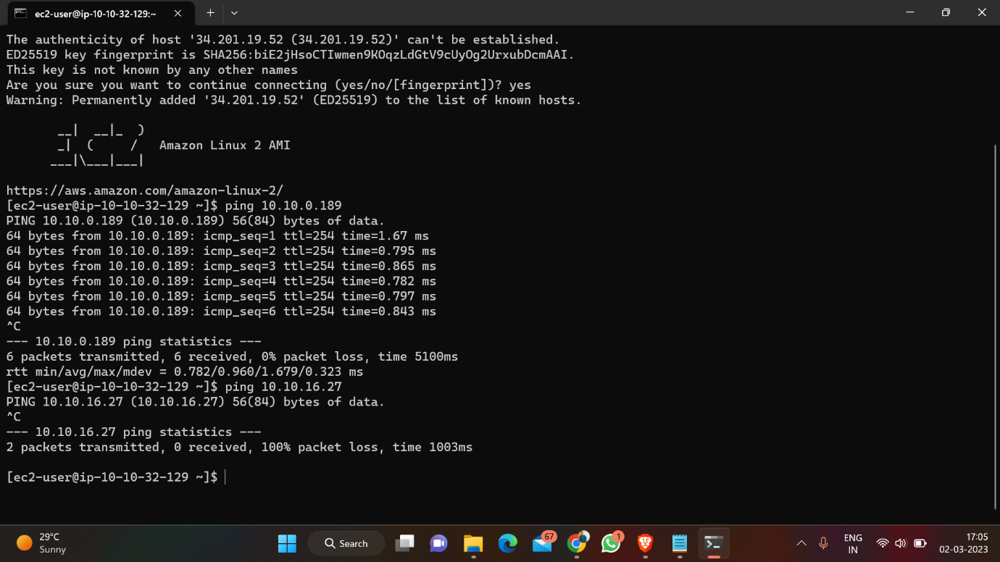 ec2-user@ip-10-10-32-129:~
The authenticity of host '34.201.19.52 (34.201.19.52)' can't be established.
ED25519 key fingerprint is SHA256:biE2jHsoCTIwmen9KOqzLdGtV9cUyOg2UrxubDcmAAI.
This key is not known by any other names
Are you sure you want to continue connecting (yes/no/[fingerprint])? yes
Warning: Permanently added '34.201.19.52' (ED25519) to the list of known hosts.
       __|  __|_  )
       _|  (     /   Amazon Linux 2 AMI
      ___|\___|___|
https://aws.amazon.com/amazon-linux-2/
[ec2-user@ip-10-10-32-129 ~]$ ping 10.10.0.189
PING 10.10.0.189 (10.10.0.189) 56(84) bytes of data.
64 bytes from 10.10.0.189: icmp_seq=1 ttl=254 time=1.67 ms
64 bytes from 10.10.0.189: icmp_seq=2 ttl=254 time=0.795 ms
64 bytes from 10.10.0.189: icmp_seq=3 ttl=254 time=0.865 ms
64 bytes from 10.10.0.189: icmp_seq=4 ttl=254 time=0.782 ms
64 bytes from 10.10.0.189: icmp_seq=5 ttl=254 time=0.797 ms
64 bytes from 10.10.0.189: icmp_seq=6 ttl=254 time=0.843 ms
^C
--- 10.10.0.189 ping statistics ---
6 packets transmitted, 6 received, 0% packet loss, time 5100ms
rtt min/avg/max/mdev = 0.782/0.960/1.679/0.323 ms
[ec2-user@ip-10-10-32-129 ~]$ ping 10.10.16.27
PING 10.10.16.27 (10.10.16.27) 56(84) bytes of data.
^C
--- 10.10.16.27 ping statistics ---
2 packets transmitted, 0 received, 100% packet loss, time 1003ms
[ec2-user@ip-10-10-32-129 ~]$
29°C
Sunny
Search
67
1
ENG
IN
17:05
02-03-2023